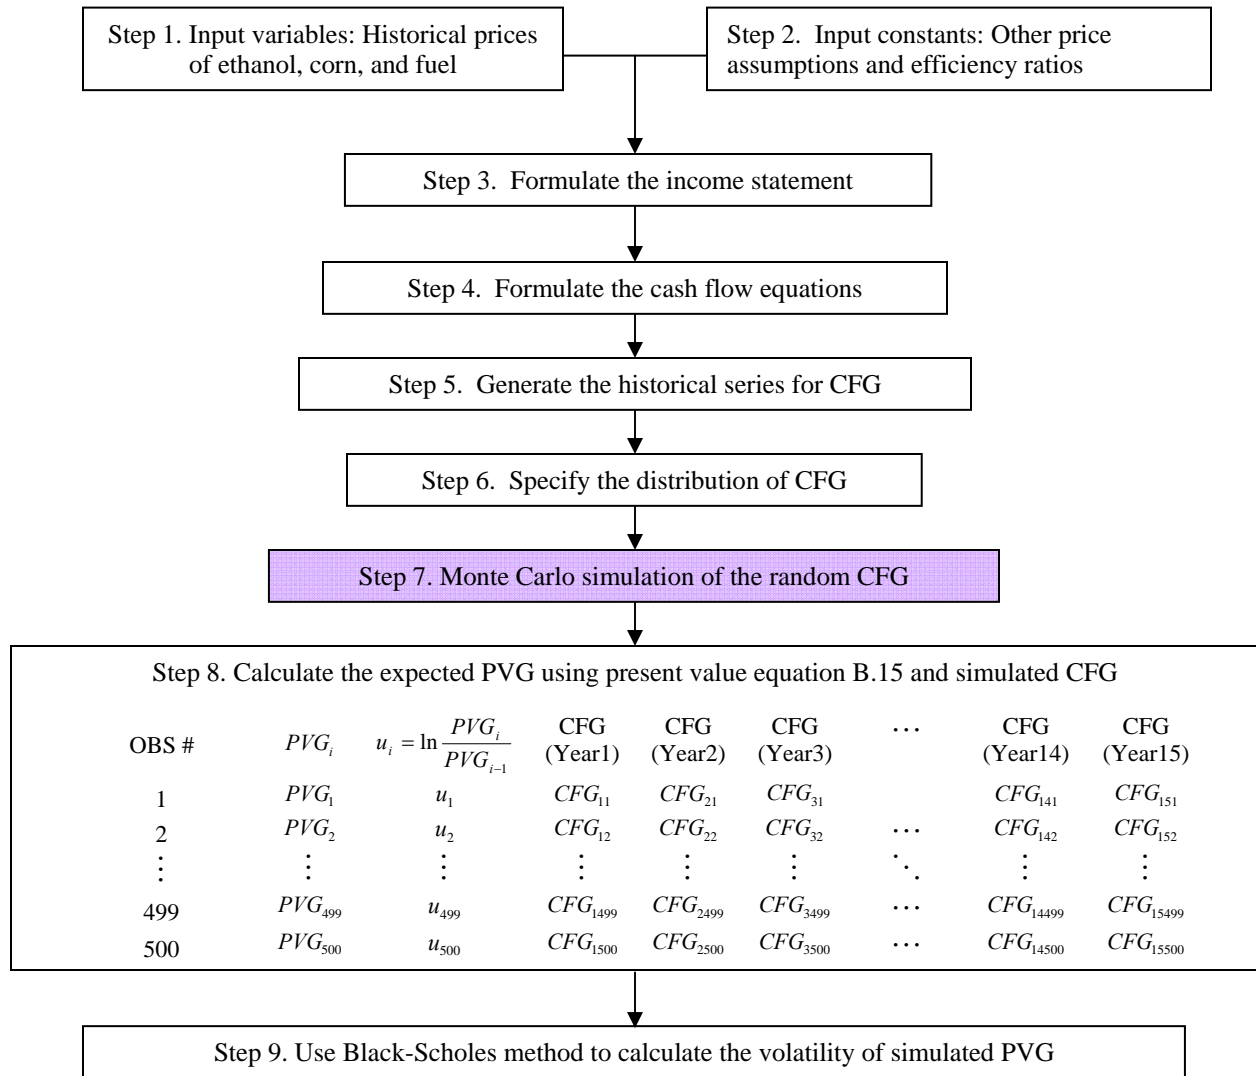 Step 1. Input variables: Historical prices
of ethanol, corn, and fuel
Step 2. Input constants: Other price
assumptions and efficiency ratios
Step 3. Formulate the income statement
Step 4. Formulate the cash flow equations
Step 5. Generate the historical series for CFG
Step 6. Specify the distribution of CFG
Step 7. Monte Carlo simulation of the random CFG
Step 8. Calculate the expected PVG using present value equation B.15 and simulated CFG
OBS # PVG_i u_i = ln PVG_i / PVG_{i-1} CFG (Year1) CFG (Year2) CFG (Year3) ⋯ CFG (Year14) CFG (Year15)
1 PVG_1 u_1 CFG_11 CFG_21 CFG_31 CFG_141 CFG_151
2 PVG_2 u_2 CFG_12 CFG_22 CFG_32 ⋯ CFG_142 CFG_152
⋮ ⋮ ⋮ ⋮ ⋮ ⋮ ⋱ ⋮ ⋮
499 PVG_499 u_499 CFG_1499 CFG_2499 CFG_3499 ⋯ CFG_14499 CFG_15499
500 PVG_500 u_500 CFG_1500 CFG_2500 CFG_3500 ⋯ CFG_14500 CFG_15500
Step 9. Use Black-Scholes method to calculate the volatility of simulated PVG